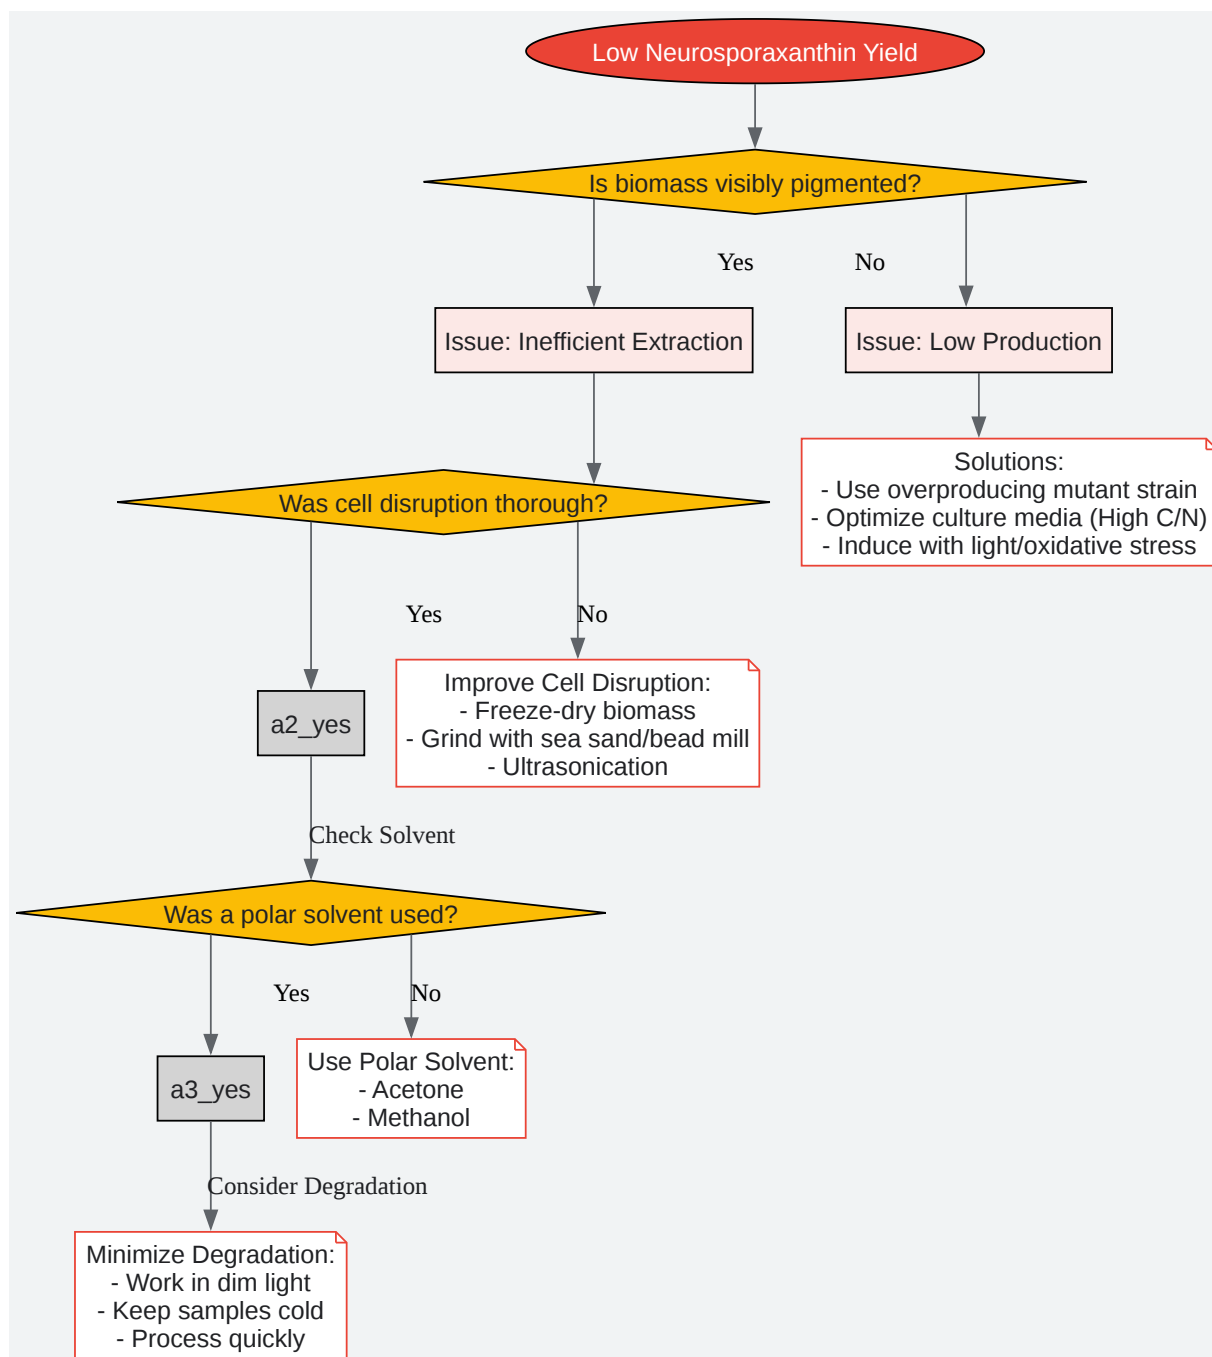 Low Neurosporaxanthin Yield
Is biomass visibly pigmented?
Yes
No
Issue: Inefficient Extraction
Issue: Low Production
Solutions:
- Use overproducing mutant strain
- Optimize culture media (High C/N)
- Induce with light/oxidative stress
Was cell disruption thorough?
Yes
No
a2_yes
Improve Cell Disruption:
- Freeze-dry biomass
- Grind with sea sand/bead mill
- Ultrasonication
Check Solvent
Was a polar solvent used?
Yes
No
a3_yes
Use Polar Solvent:
- Acetone
- Methanol
Consider Degradation
Minimize Degradation:
- Work in dim light
- Keep samples cold
- Process quickly